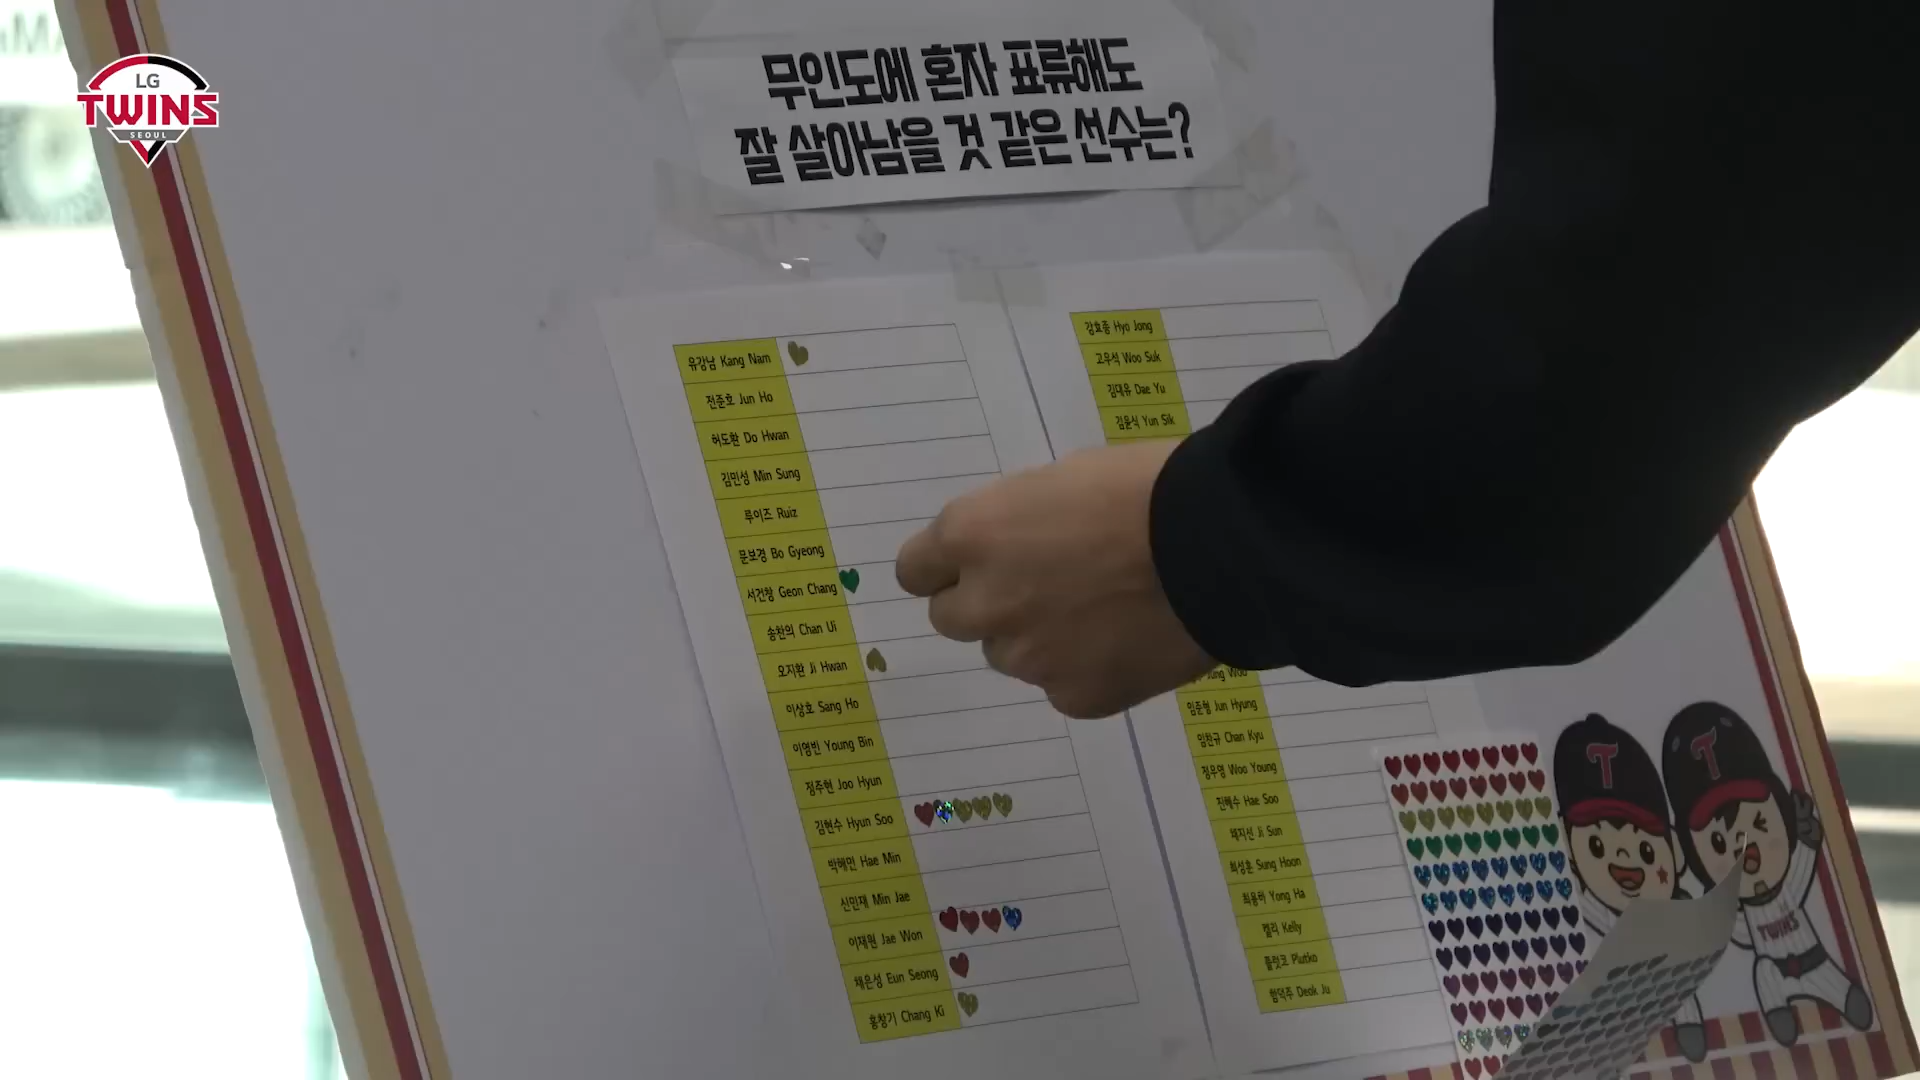 LG
TWINS
SEOUL
무인도에 혼자 표류해도
잘 살아남을 것 같은 선수는?
유강남 Kang Nam
전준호 Jun Ho
허도환 Do Hwan
김민성 Min Sung
루이즈 Ruiz
문보경 Bo Gyeong
서건창 Geon Chang
송찬의 Chan Ui
오지환 Ji Hwan
이상호 Sang Ho
이영빈 Young Bin
정주현 Joo Hyun
김현수 Hyun Soo
박해민 Hae Min
신민재 Min Jae
이재원 Jae Won
채은성 Eun Seong
홍창기 Chang Ki
강효종 Hyo Jong
고우석 Woo Suk
김대유 Dae Yu
김윤식 Yun Sik
Jung Woo
임준형 Jun Hyung
임찬규 Chan Kyu
정우영 Woo Young
진해수 Hae Soo
채지선 Ji Sun
최성훈 Sung Hoon
최용하 Yong Ha
켈리 Kelly
플럿코 Plutko
함덕주 Deok Ju
T
T
TWINS